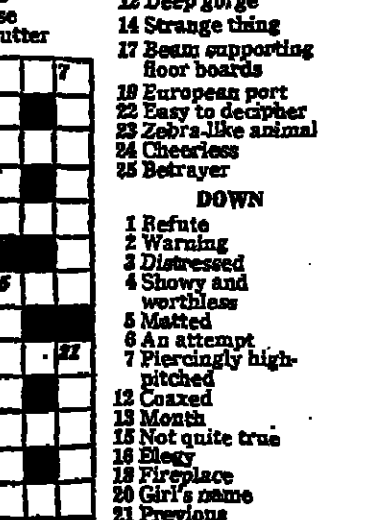 se
utter
7
6
21
12 Deep gorge
14 Strange thing
17 Beam supporting
floor boards
19 European port
22 Easy to decipher
23 Zebra-like animal
24 Cheerless
25 Betrayer
DOWN
1 Refute
2 Warning
3 Distressed
4 Showy and
worthless
5 Matted
6 An attempt
7 Piercingly high-
pitched
12 Coaxed
13 Month
15 Not quite true
16 Elegy
18 Fireplace
20 Girl's name
21 Previous